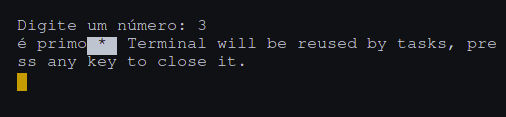 Digite um número: 3
é primo * Terminal will be reused by tasks, pre
ss any key to close it.